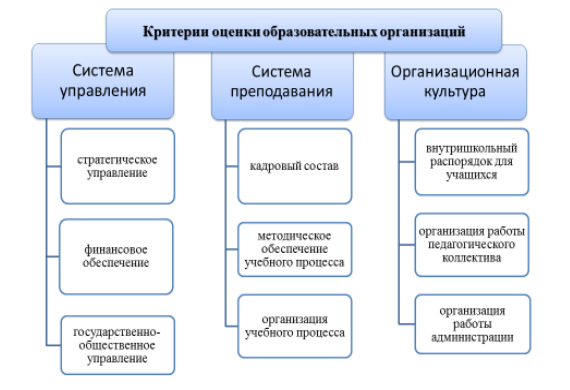 Критерии оценки образовательных организаций
Система
управления
стратегическое
управление
финансовое
обеспечение
государственно-
общественное
управление
Система
преподавания
кадровый состав
методическое
обеспечение
учебного процесса
организация
учебного процесса
Организационная
культура
внутришкольный
распорядок для
учащихся
организация работы
педагогического
коллектива
организация
работы
администрации